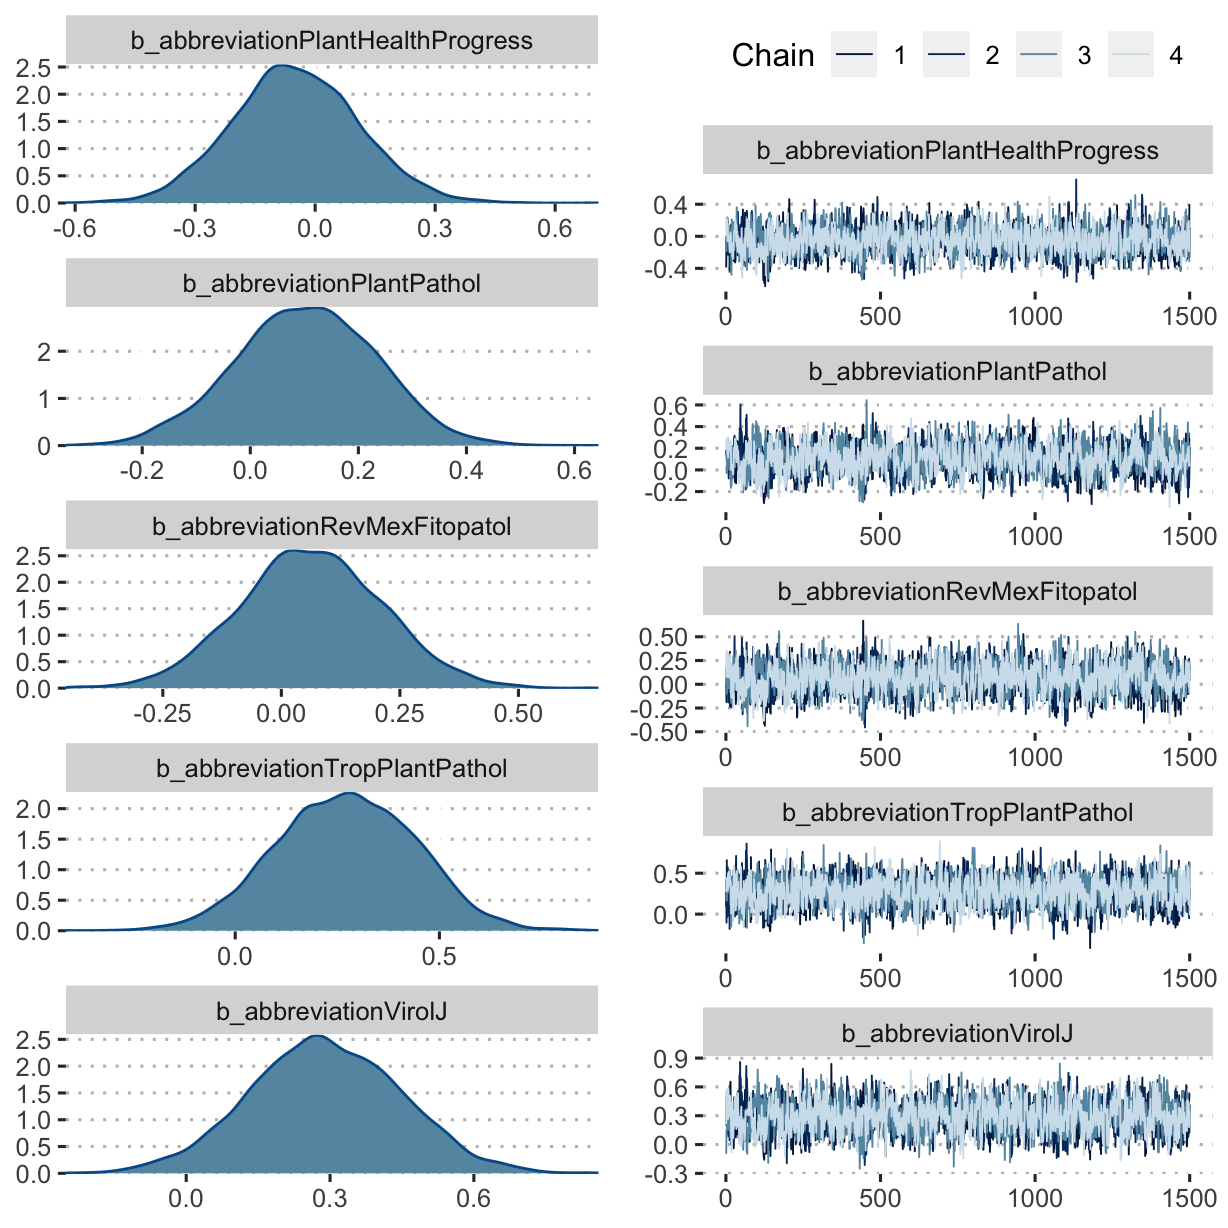 b_abbreviationPlantHealthProgress
2.5
2.0
1.5
1.0
0.5
0.0
-0.6 -0.3 0.0 0.3 0.6
b_abbreviationPlantPathol
2
1
0
-0.2 0.0 0.2 0.4 0.6
b_abbreviationRevMexFitopatol
2.5
2.0
1.5
1.0
0.5
0.0
-0.25 0.00 0.25 0.50
b_abbreviationTropPlantPathol
2.0
1.5
1.0
0.5
0.0
0.0 0.5
b_abbreviationVirolJ
2.5
2.0
1.5
1.0
0.5
0.0
0.0 0.3 0.6
Chain 1 2 3 4
b_abbreviationPlantHealthProgress
0.4
0.0
-0.4
0 500 1000 1500
b_abbreviationPlantPathol
0.6
0.4
0.2
0.0
-0.2
0 500 1000 1500
b_abbreviationRevMexFitopatol
0.50
0.25
0.00
-0.25
-0.50
0 500 1000 1500
b_abbreviationTropPlantPathol
0.5
0.0
0 500 1000 1500
b_abbreviationVirolJ
0.9
0.6
0.3
0.0
-0.3
0 500 1000 1500